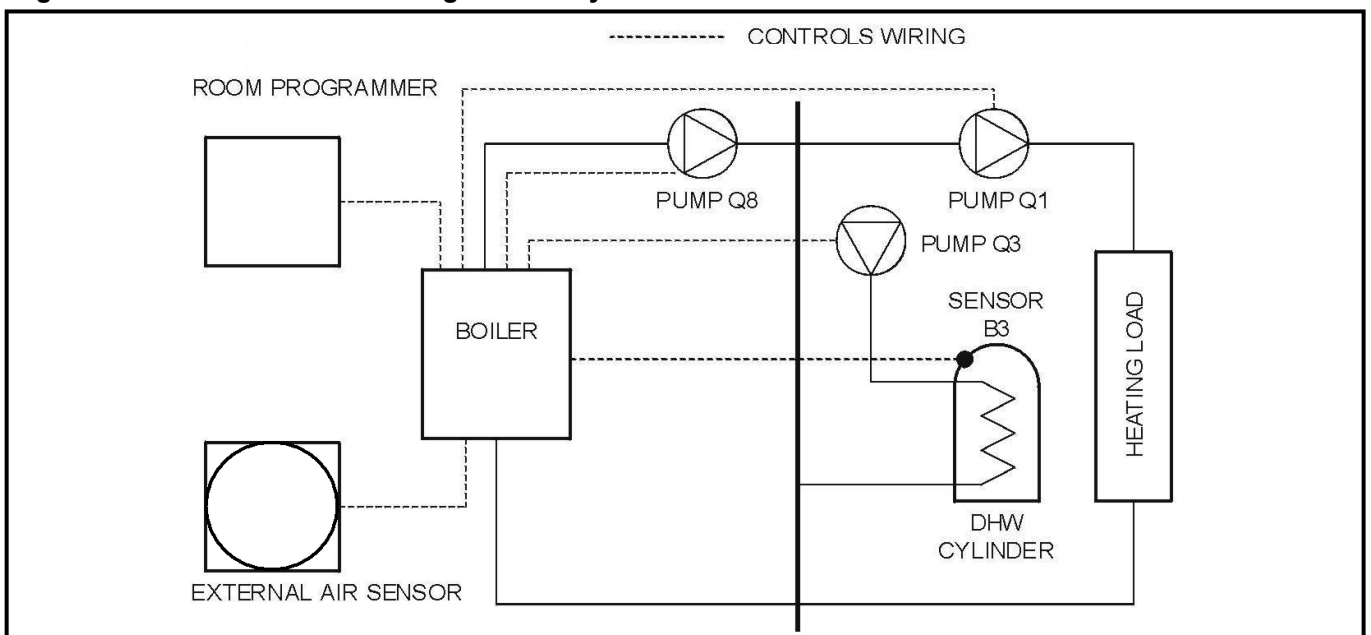 CONTROLS WIRING
ROOM PROGRAMMER
PUMP Q8
PUMP Q1
PUMP Q3
SENSOR
B3
BOILER
HEATING LOAD
DHW
CYLINDER
EXTERNAL AIR SENSOR